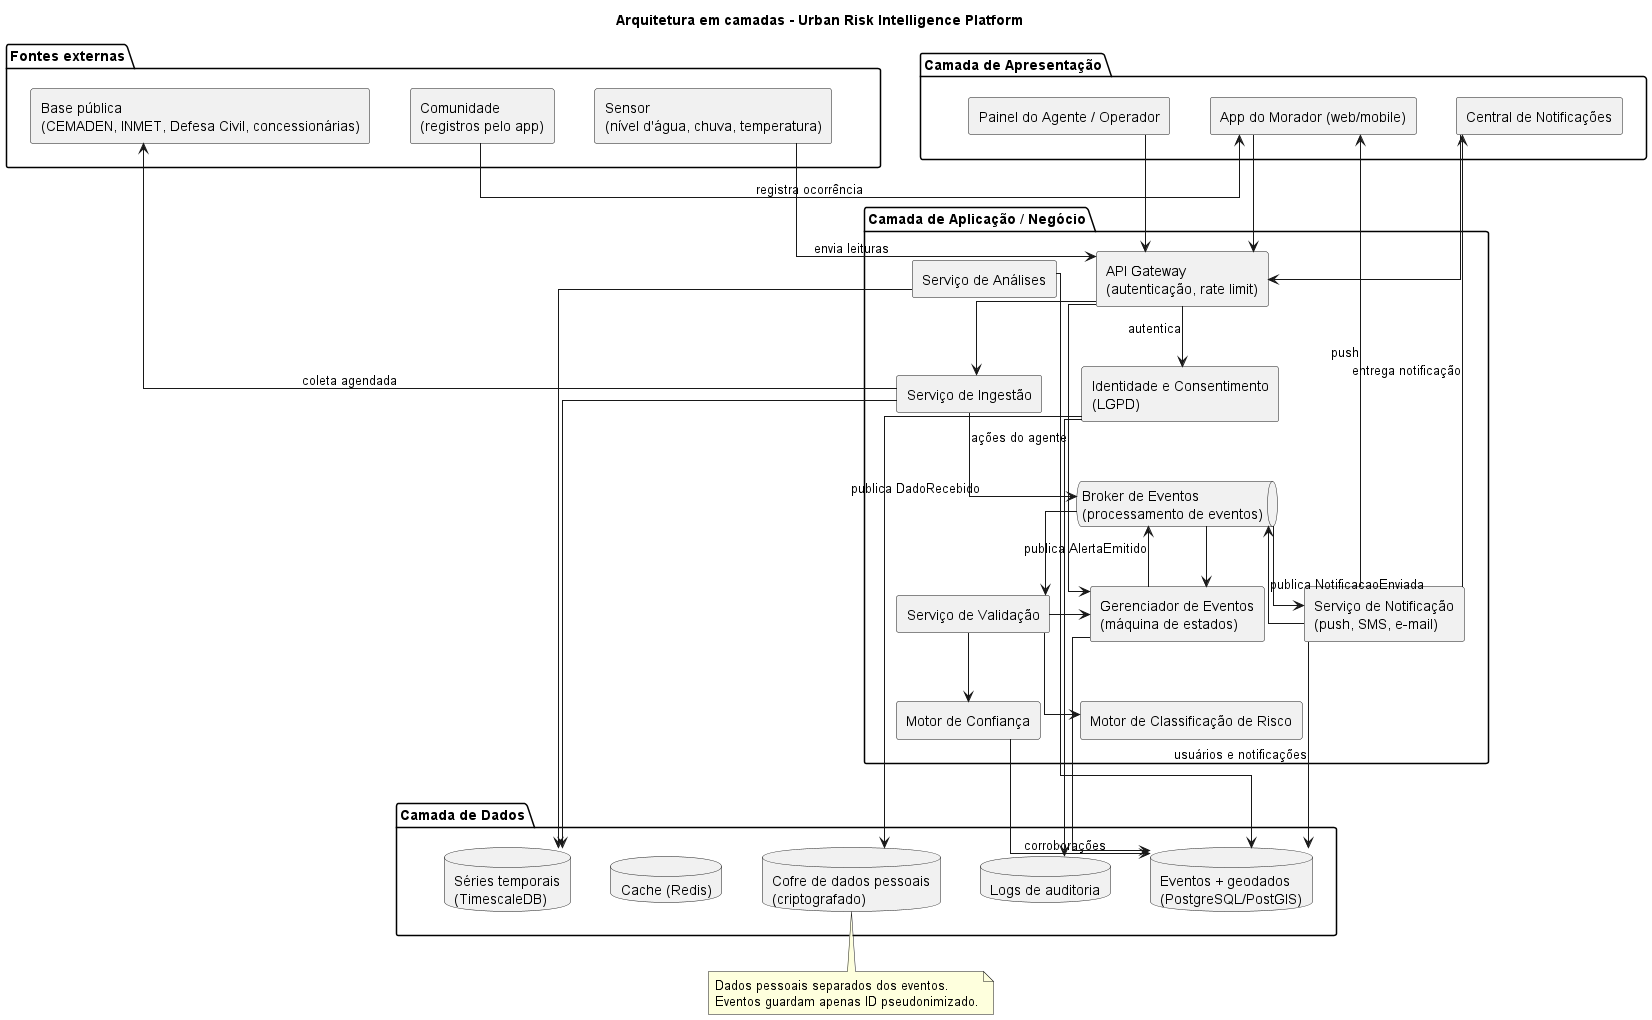 Arquitetura em camadas - Urban Risk Intelligence Platform
Fontes externas
Base pública
(CEMADEN, INMET, Defesa Civil, concessionárias)
Comunidade
(registros pelo app)
Sensor
(nível d'água, chuva, temperatura)
Camada de Apresentação
Painel do Agente / Operador
App do Morador (web/mobile)
Central de Notificações
registra ocorrência
Camada de Aplicação / Negócio
envia leituras
Serviço de Análises
API Gateway
(autenticação, rate limit)
autentica
push
entrega notificação
coleta agendada
Serviço de Ingestão
Identidade e Consentimento
(LGPD)
ações do agente
publica DadoRecebido
Broker de Eventos
(processamento de eventos)
publica AlertaEmitido
publica NotificacaoEnviada
Serviço de Validação
Gerenciador de Eventos
(máquina de estados)
Serviço de Notificação
(push, SMS, e-mail)
Motor de Confiança
Motor de Classificação de Risco
usuários e notificações
Camada de Dados
corroborações
Séries temporais
(TimescaleDB)
Cache (Redis)
Cofre de dados pessoais
(criptografado)
Logs de auditoria
Eventos + geodados
(PostgreSQL/PostGIS)
Dados pessoais separados dos eventos.
Eventos guardam apenas ID pseudonimizado.